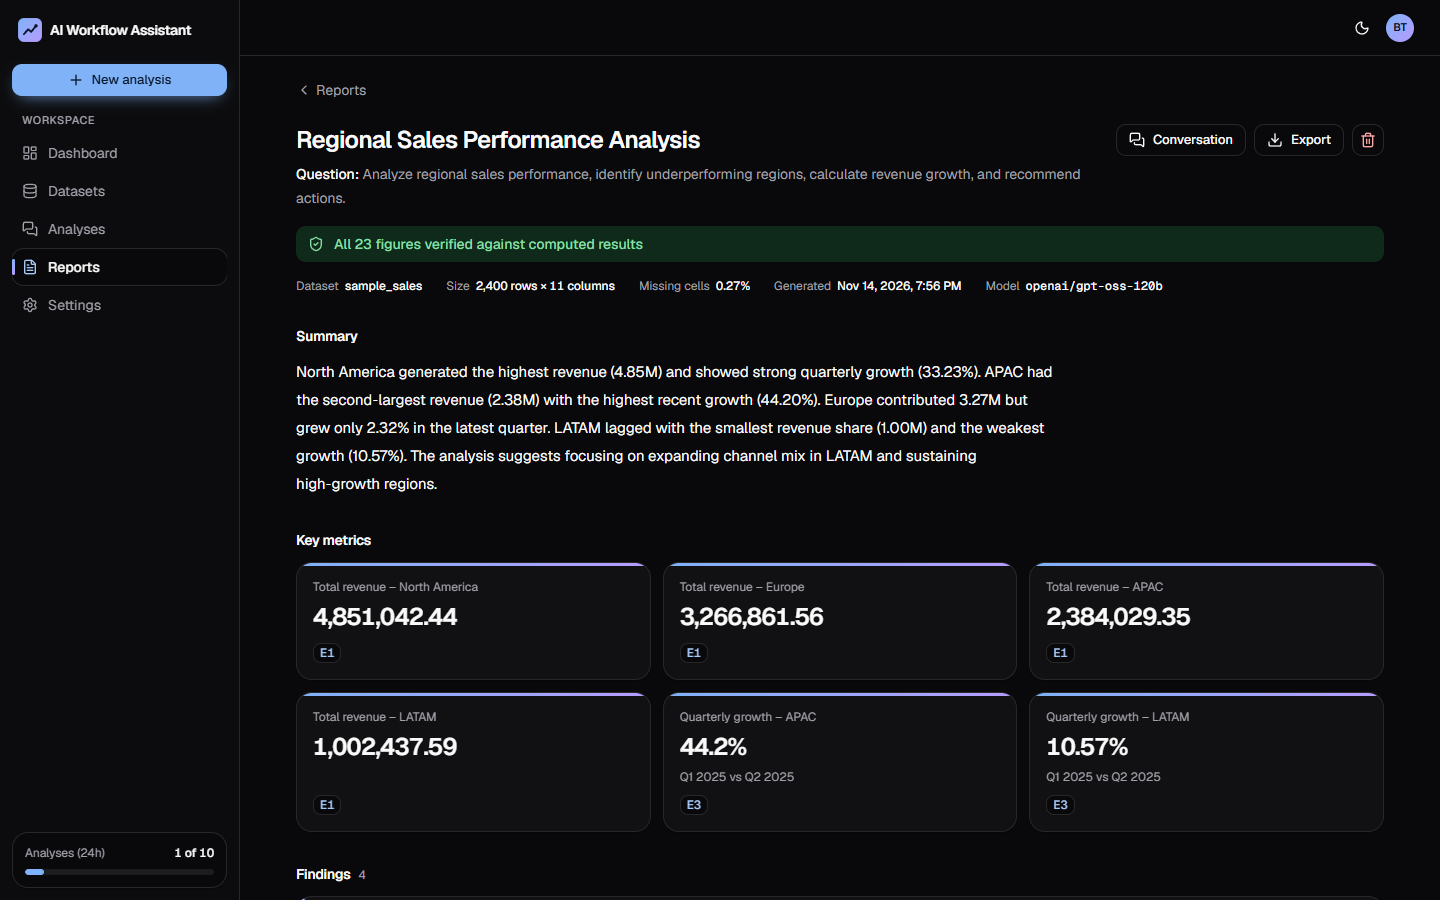 AI Workflow Assistant
BT
New analysis
WORKSPACE
Dashboard
Datasets
Analyses
Reports
Settings
Analyses (24h) 1 of 10
Reports
Regional Sales Performance Analysis
Conversation
Export
Question: Analyze regional sales performance, identify underperforming regions, calculate revenue growth, and recommend
actions.
All 23 figures verified against computed results
Dataset sample_sales Size 2,400 rows × 11 columns Missing cells 0.27% Generated Nov 14, 2026, 7:56 PM Model openai/gpt-oss-120b
Summary
North America generated the highest revenue (4.85M) and showed strong quarterly growth (33.23%). APAC had
the second-largest revenue (2.38M) with the highest recent growth (44.20%). Europe contributed 3.27M but
grew only 2.32% in the latest quarter. LATAM lagged with the smallest revenue share (1.00M) and the weakest
growth (10.57%). The analysis suggests focusing on expanding channel mix in LATAM and sustaining
high-growth regions.
Key metrics
Total revenue – North America
4,851,042.44
E1
Total revenue – Europe
3,266,861.56
E1
Total revenue – APAC
2,384,029.35
E1
Total revenue – LATAM
1,002,437.59
E1
Quarterly growth – APAC
44.2%
Q1 2025 vs Q2 2025
E3
Quarterly growth – LATAM
10.57%
Q1 2025 vs Q2 2025
E3
Findings 4